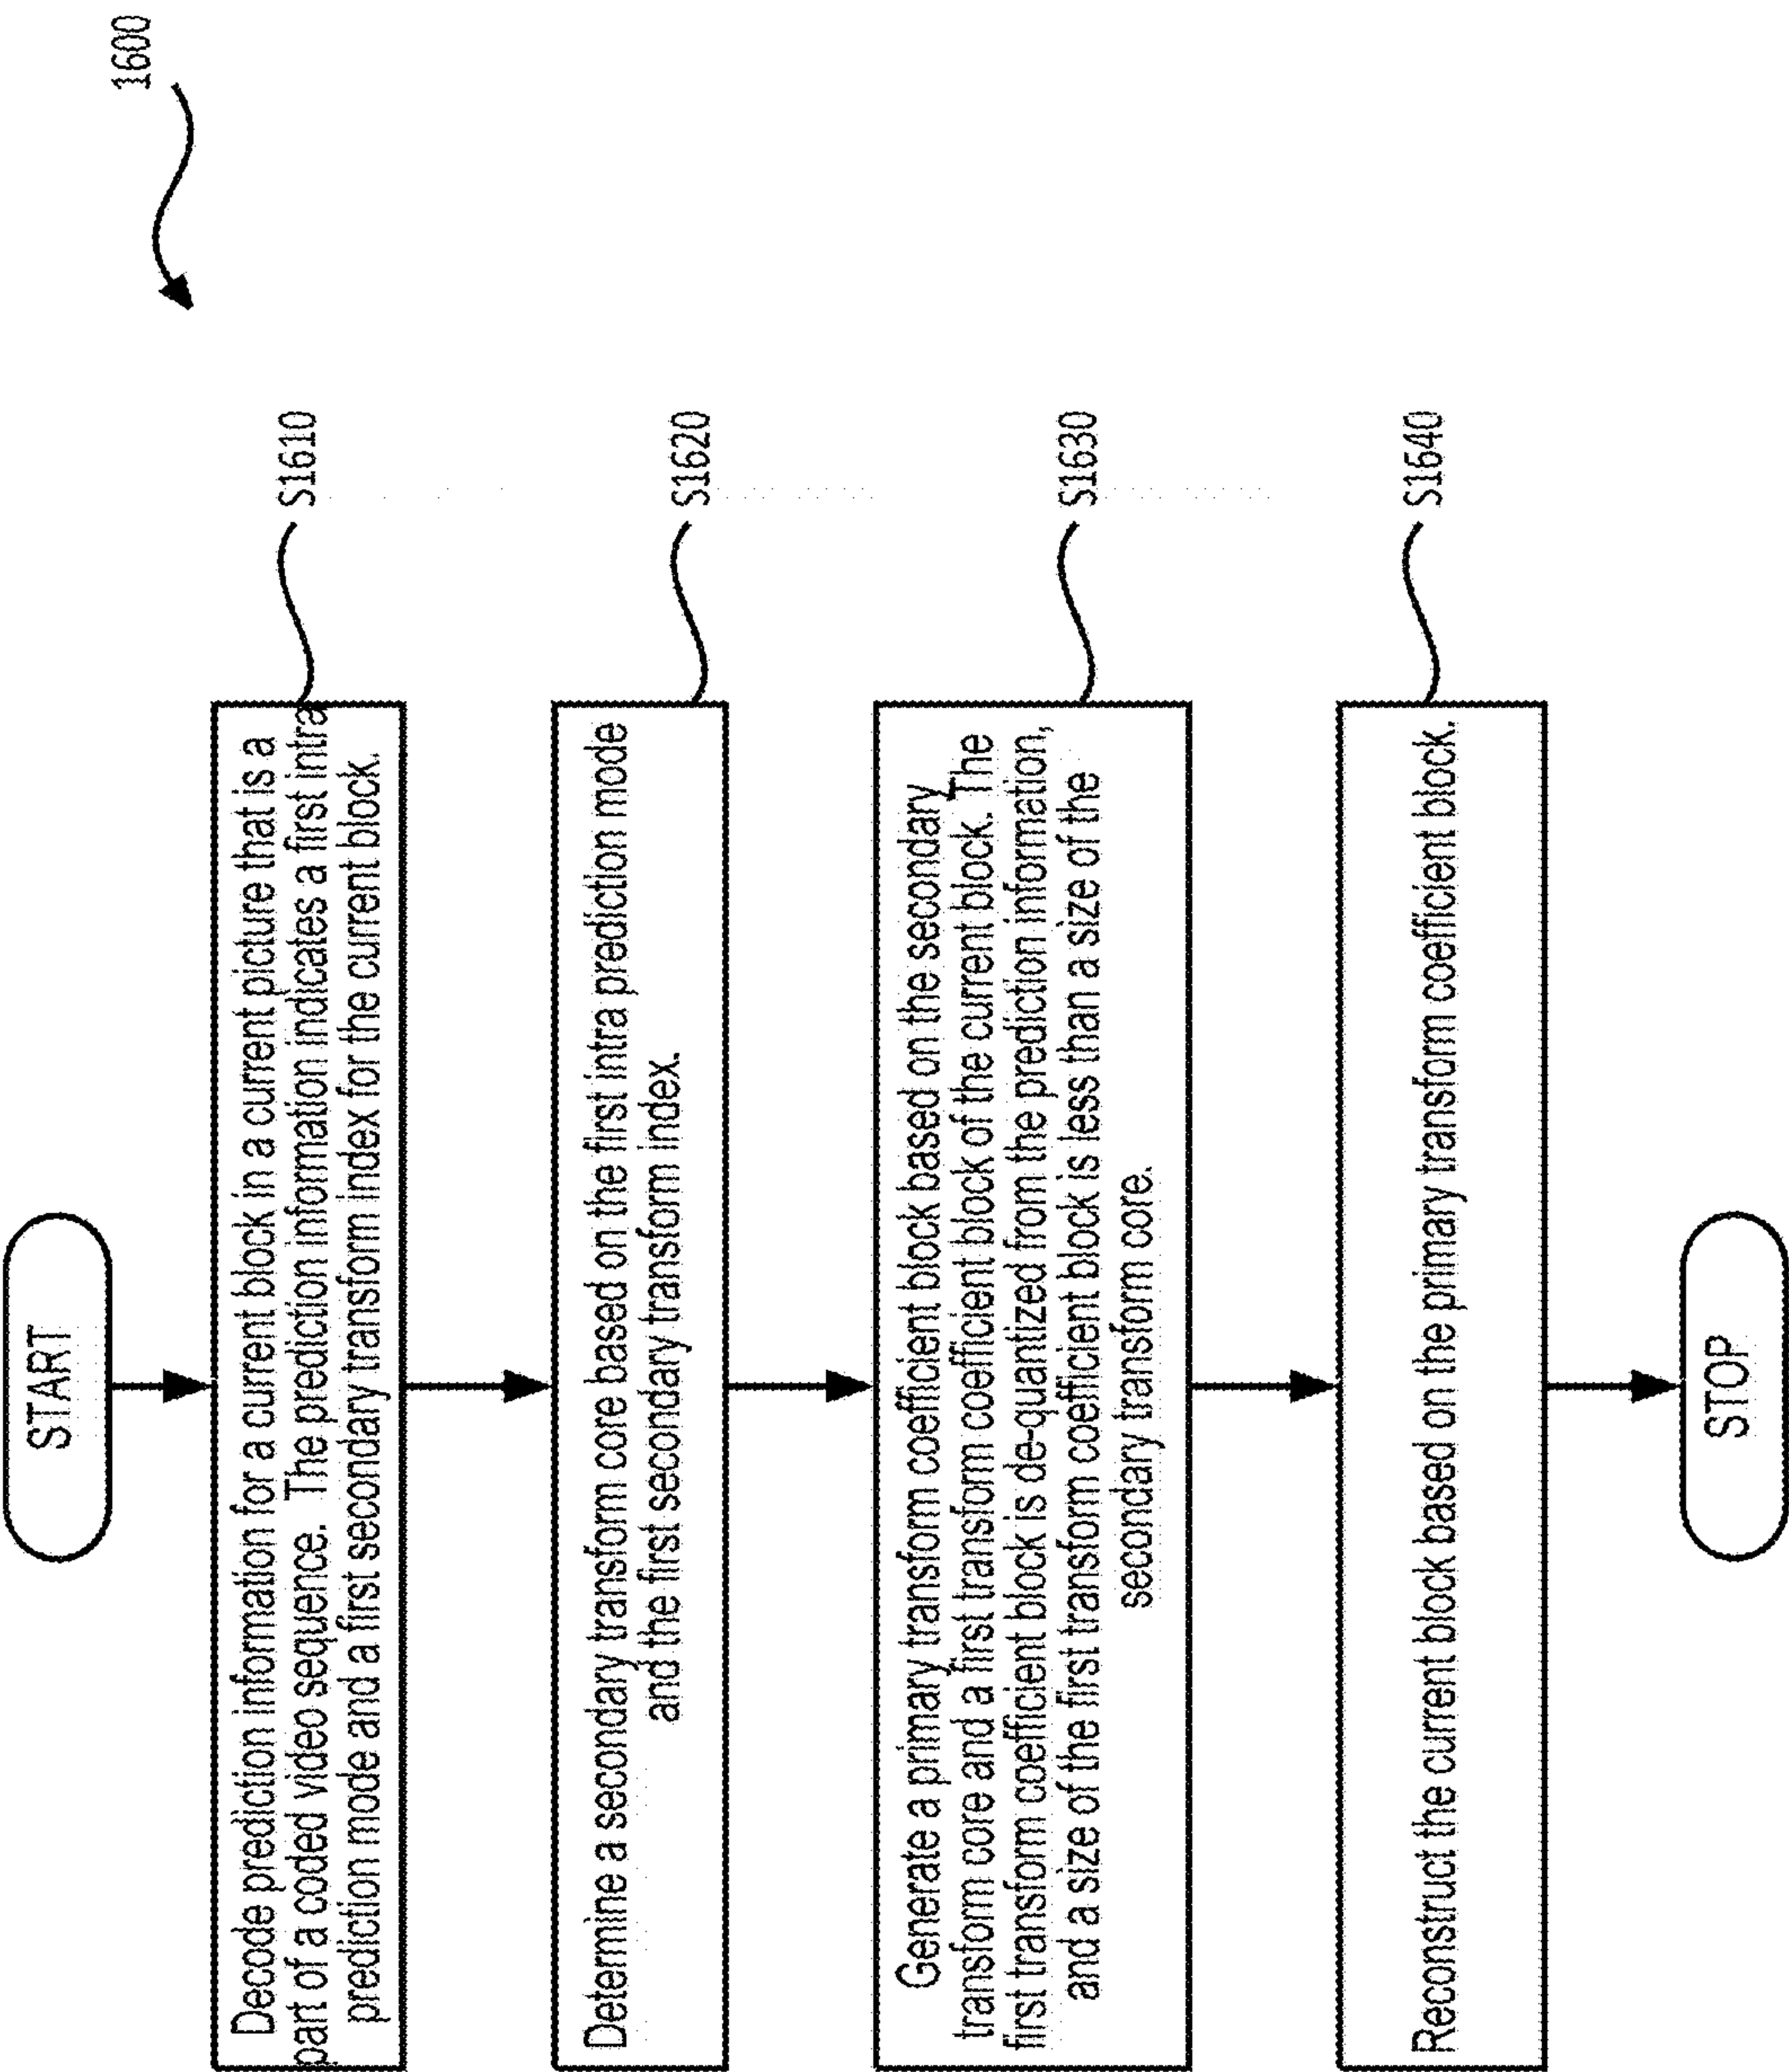 1600
START
Decode prediction information for a current block in a current picture that is a
part of a coded video sequence. The prediction information indicates a first intra
prediction mode and a first secondary transform index for the current block.
S1610
Determine a secondary transform core based on the first intra prediction mode
and the first secondary transform index.
S1620
Generate a primary transform coefficient block based on the secondary
transform core and a first transform coefficient block of the current block. The
first transform coefficient block is de-quantized from the prediction information,
and a size of the first transform coefficient block is less than a size of the
secondary transform core.
S1630
Reconstruct the current block based on the primary transform coefficient block.
S1640
STOP